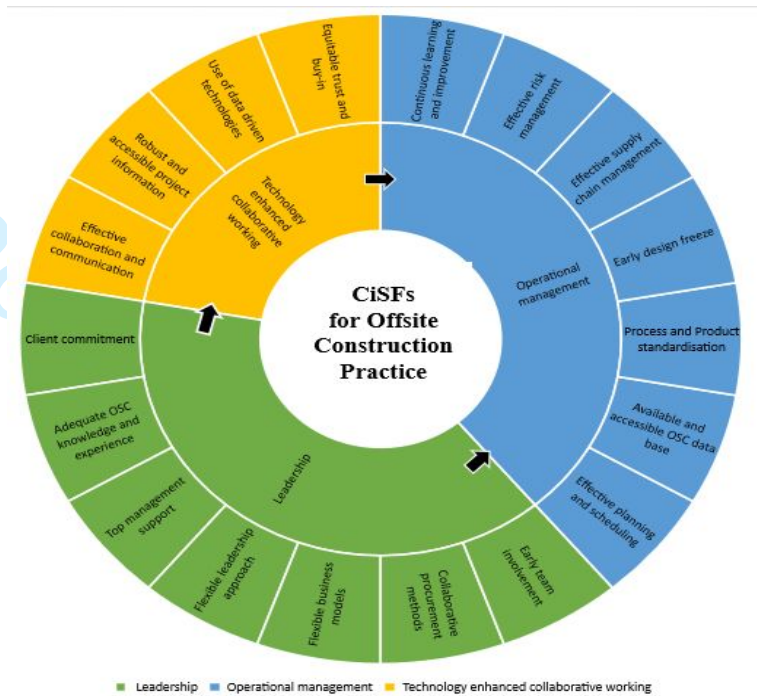 CiSFs
for Offsite
Construction
Practice
Technology
enhanced
collaborative
working
Operational
management
Leadership
Equitable trust and
buy-in
Continuous learning
and improvement
Effective risk
management
Effective supply
chain management
Early design freeze
Process and Product
standardisation
Available and
accessible OSC data
base
Effective planning
and scheduling
Early team
involvement
Collaborative
procurement
methods
Flexible business
models
Flexible leadership
approach
Top management
support
Adequate OSC
knowledge and
experience
Client commitment
Effective
collaboration and
communication
Robust and
accessible project
information
Use of data driven
technologies
Leadership
Operational management
Technology enhanced collaborative working